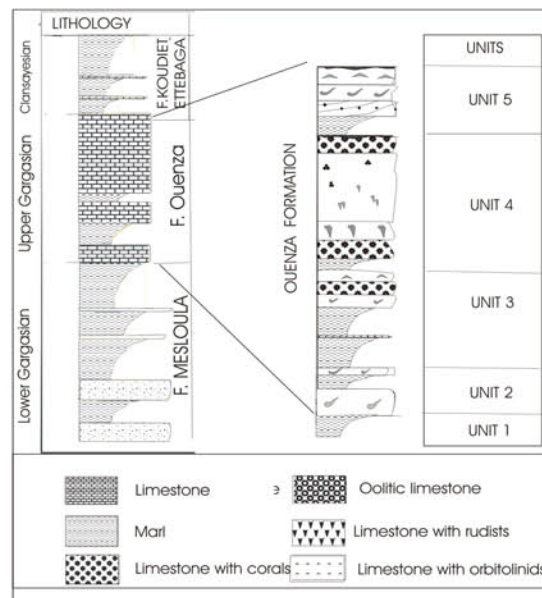 LITHOLOGY
Clansayesian
Upper Gargasian
Lower Gargasian
F.KOUDIET ETTEBAGA
F. Ouenza
F. MESLOULA
OUENZA FORMATION
UNITS
UNIT 5
UNIT 4
UNIT 3
UNIT 2
UNIT 1
Limestone
e
Oolitic limestone
Marl
Limestone with rudists
Limestone with corals
Limestone with orbitolinids